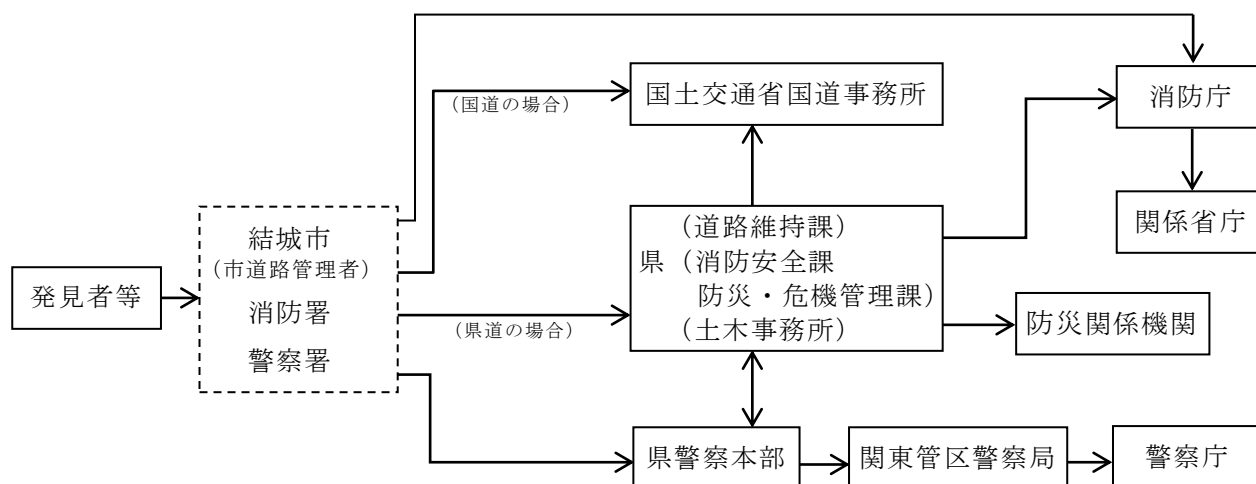 国土交通省国道事務所
消防庁
(国道の場合)
関係省庁
結城市
(市道路管理者)
消防署
警察署
発見者等
(道路維持課)
県(消防安全課
防災・危機管理課)
(土木事務所)
(県道の場合)
防災関係機関
県警察本部
関東管区警察局
警察庁